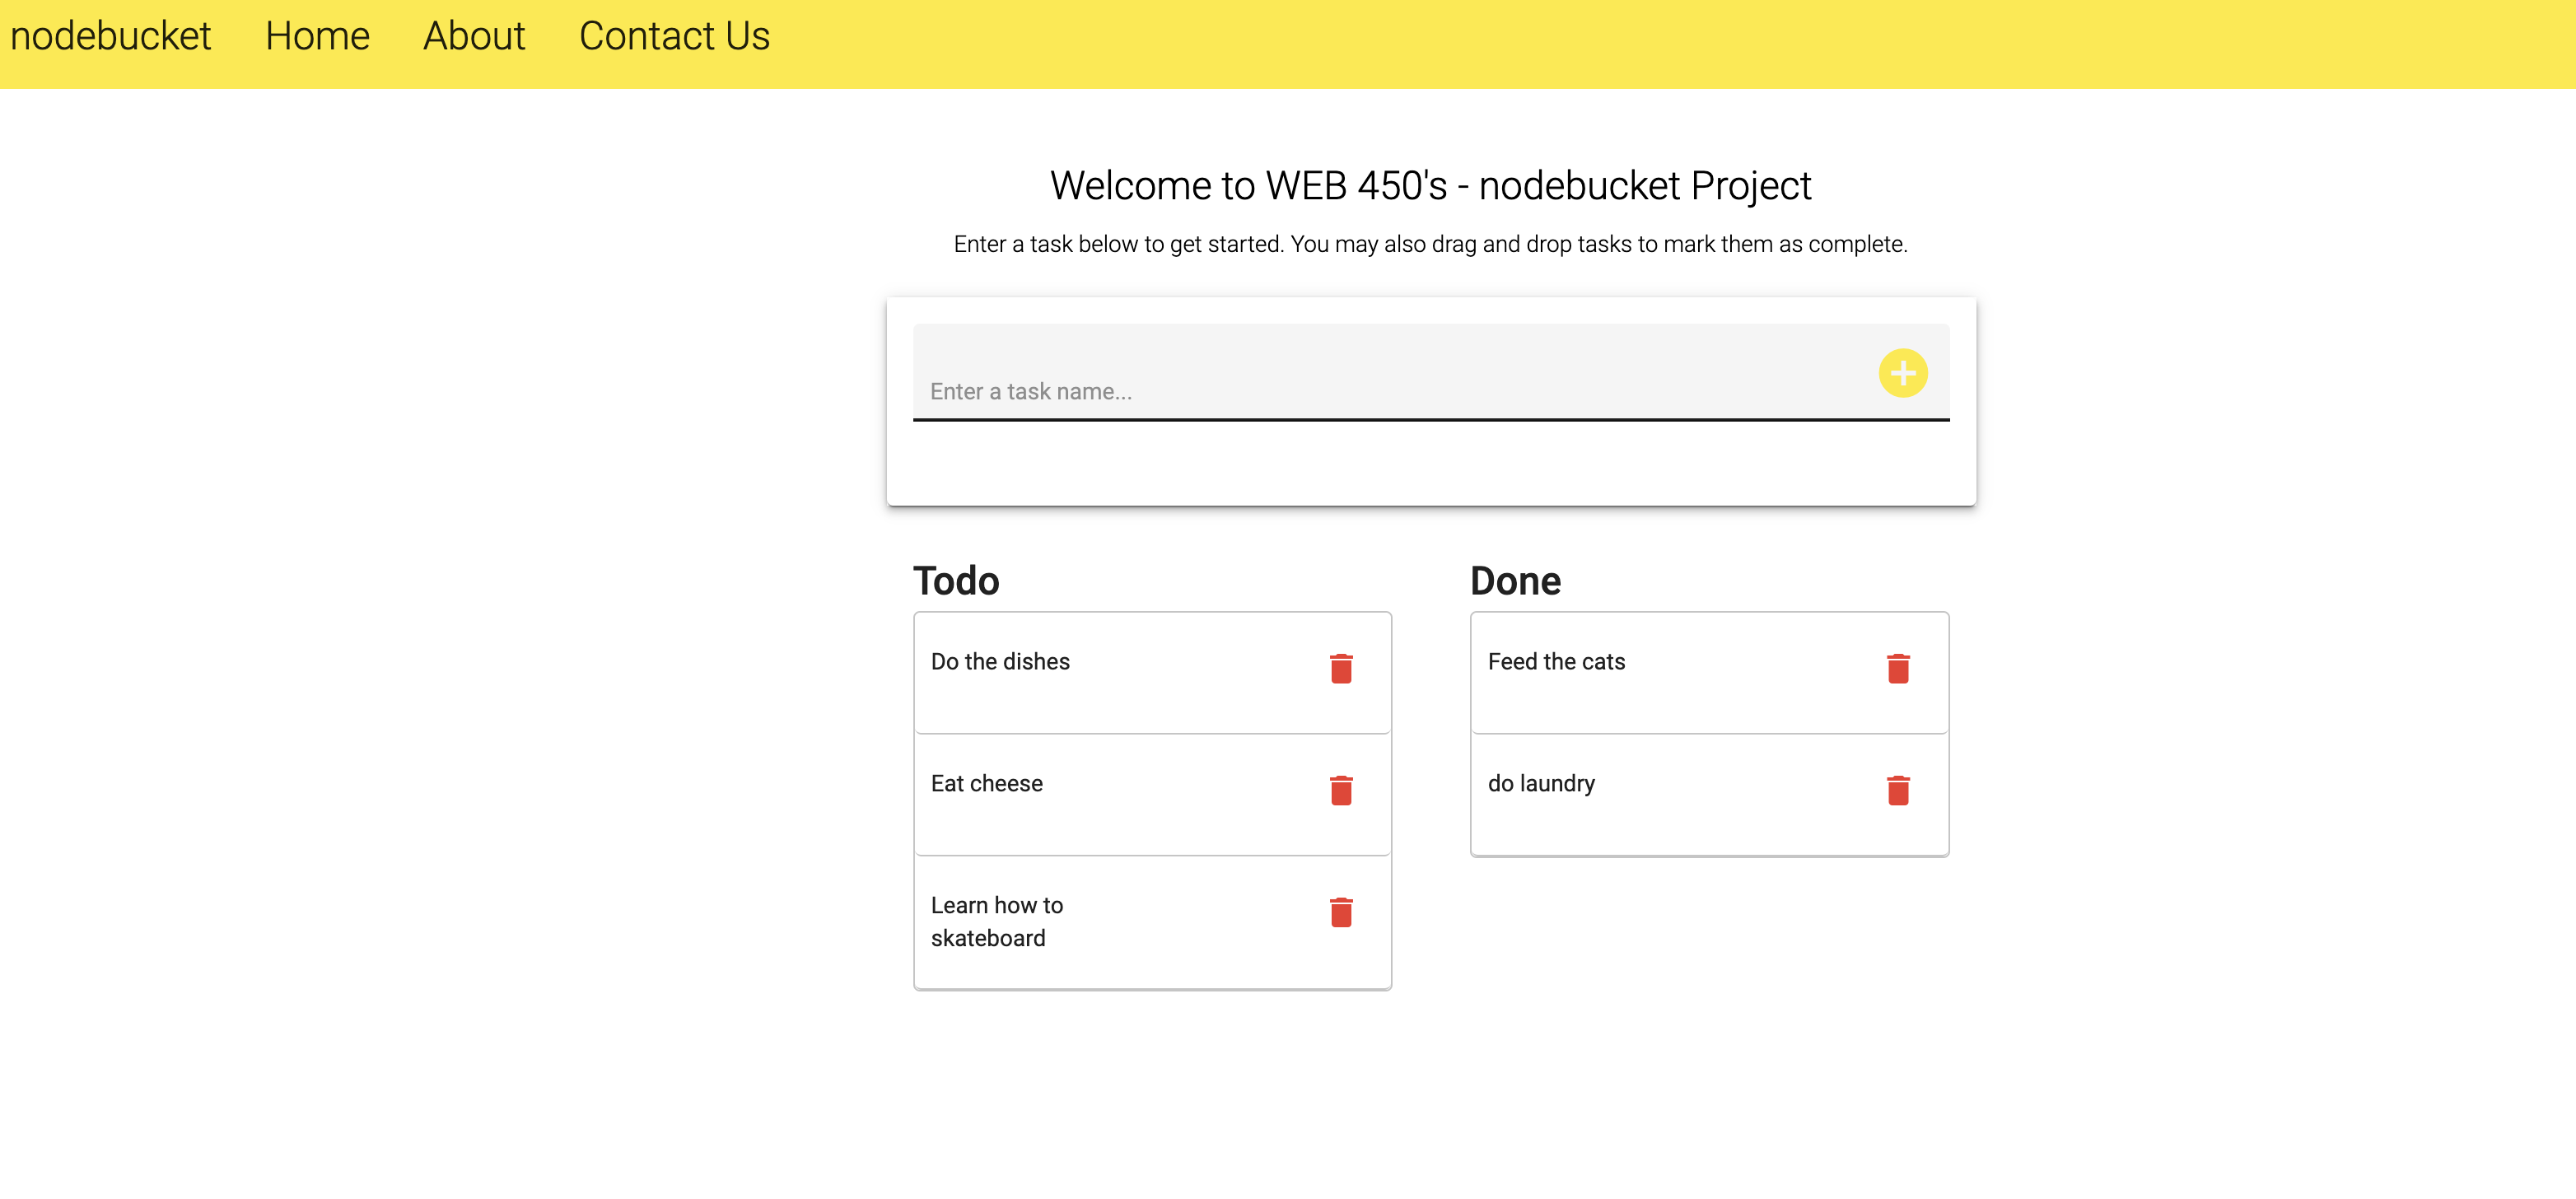 nodebucket Home About Contact Us
Welcome to WEB 450's - nodebucket Project
Enter a task below to get started. You may also drag and drop tasks to mark them as complete.
Enter a task name...
Todo
Do the dishes
Eat cheese
Learn how to
skateboard
Done
Feed the cats
do laundry